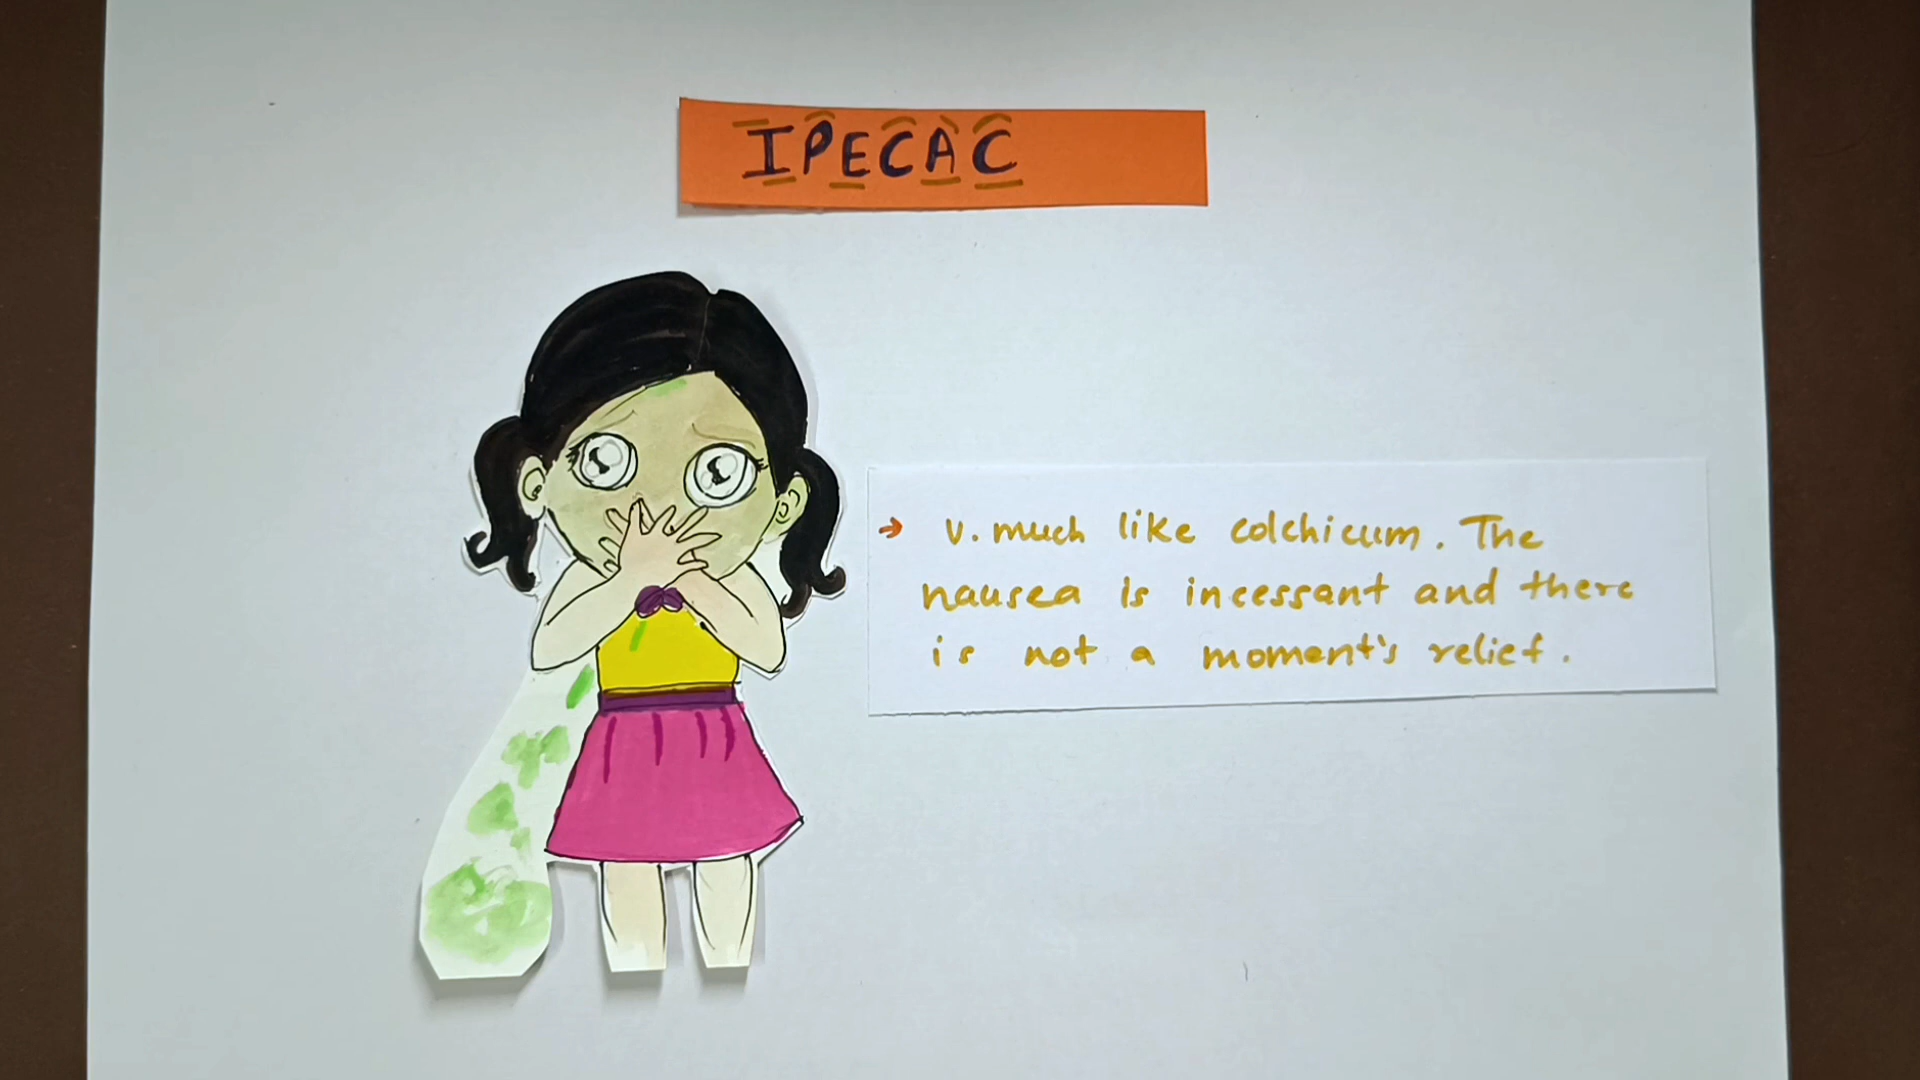 IPECAC
→ v. much like colchicum. The
nausea is incessant and there
is not a moment's relief.